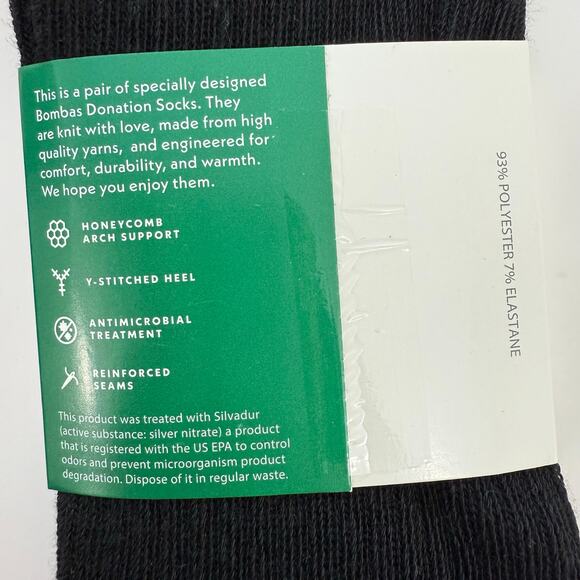 This is a pair of specially designed
Bombas Donation Socks. They
are knit with love, made from high
quality yarns, and engineered for
comfort, durability, and warmth.
We hope you enjoy them.
HONEYCOMB
ARCH SUPPORT
Y-STITCHED HEEL
ANTIMICROBIAL
TREATMENT
REINFORCED
SEAMS
This product was treated with Silvadur
(active substance: silver nitrate) a product
that is registered with the US EPA to control
odors and prevent microorganism product
degradation. Dispose of it in regular waste.
93% POLYESTER 7% ELASTANE